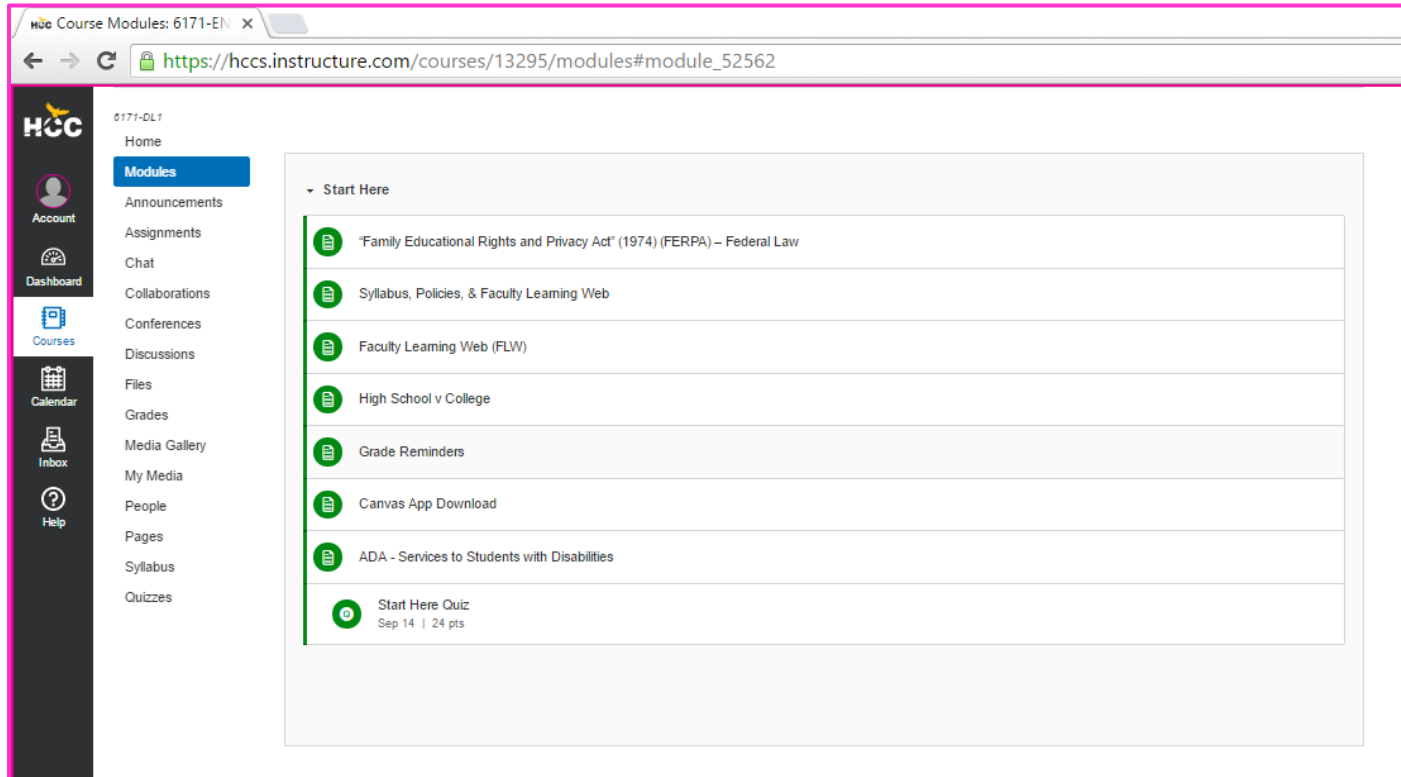 HCC Course Modules: 6171-EN
https://hccs.instructure.com/courses/13295/modules#module_52562
HCC
Account
Dashboard
Courses
Calendar
Inbox
Help
6171-DL1
Home
Modules
Announcements
Assignments
Chat
Collaborations
Conferences
Discussions
Files
Grades
Media Gallery
My Media
People
Pages
Syllabus
Quizzes
Start Here
"Family Educational Rights and Privacy Act" (1974) (FERPA) – Federal Law
Syllabus, Policies, & Faculty Learning Web
Faculty Learning Web (FLW)
High School v College
Grade Reminders
Canvas App Download
ADA - Services to Students with Disabilities
Start Here Quiz
Sep 14 | 24 pts